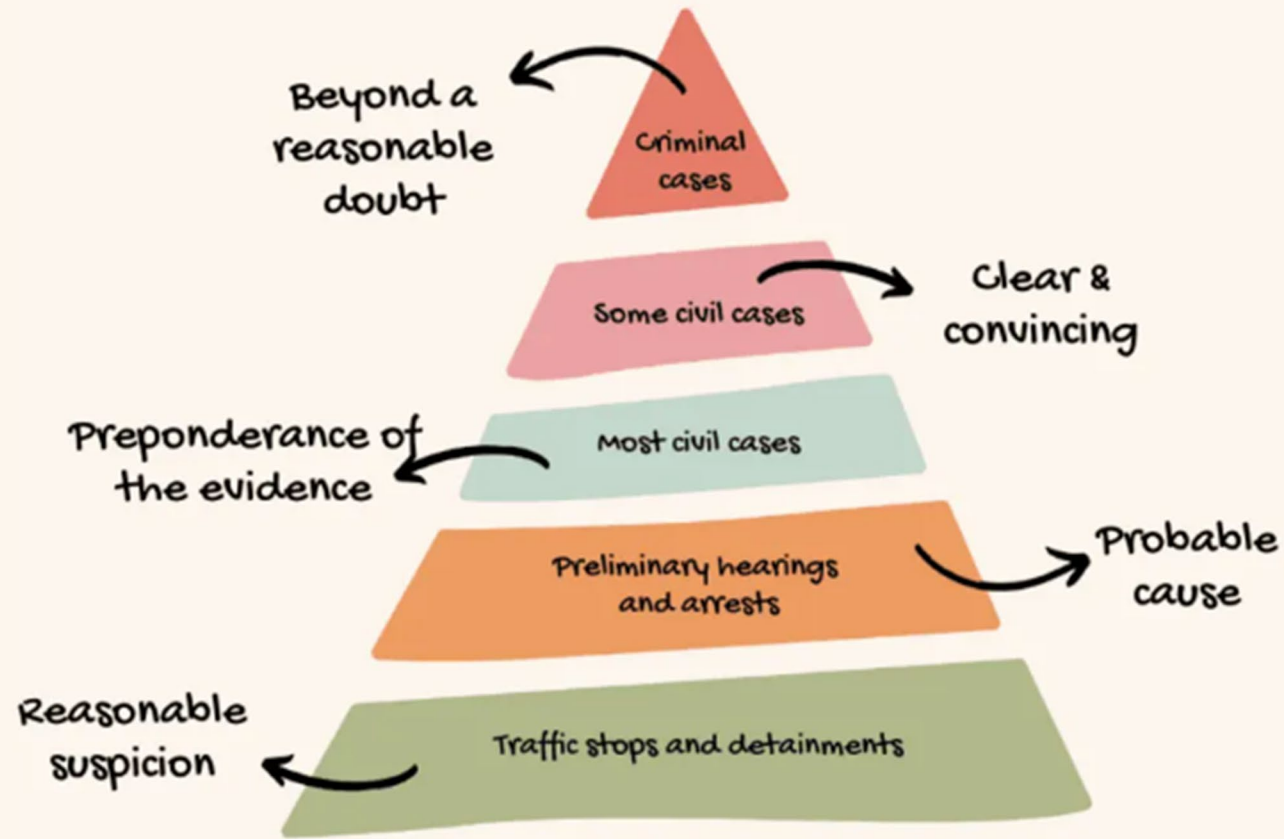 Beyond a
reasonable
doubt
Criminal
cases
Some civil cases
Clear &
convincing
Preponderance of
the evidence
Most civil cases
Preliminary hearings
and arrests
Probable
cause
Reasonable
suspicion
Traffic stops and detainments